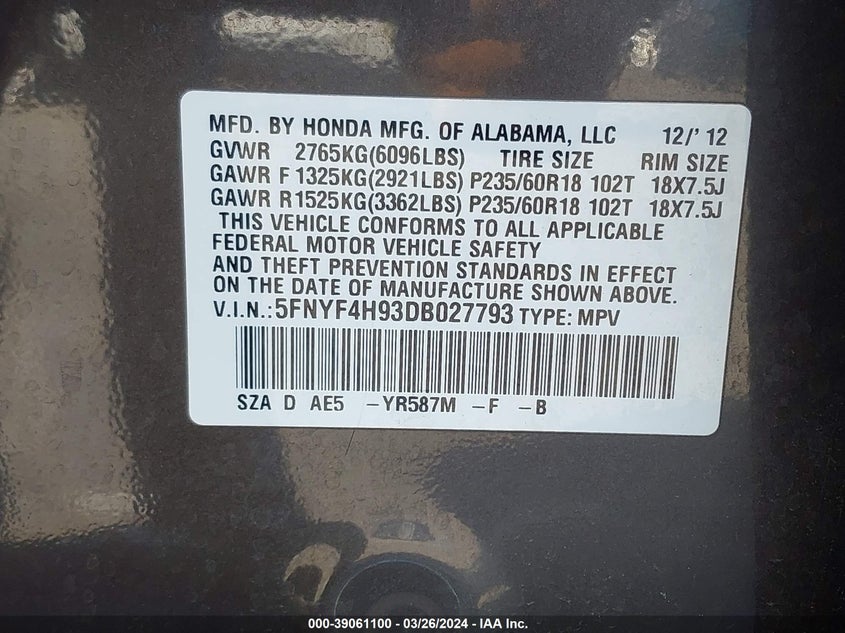 MFD. BY HONDA MFG. OF ALABAMA, LLC 12/' 12
GVWR 2765KG(6096LBS) TIRE SIZE RIM SIZE
GAWR F 1325KG(2921LBS) P235/60R18 102T 18X7.5J
GAWR R1525KG(3362LBS) P235/60R18 102T 18X7.5J
THIS VEHICLE CONFORMS TO ALL APPLICABLE
FEDERAL MOTOR VEHICLE SAFETY
AND THEFT PREVENTION STANDARDS IN EFFECT
ON THE DATE OF MANUFACTURE SHOWN ABOVE.
V.I.N.:5FNYF4H93DB027793 TYPE: MPV
SZA D AE5 -YR587M -F -B
000-39061100 - 03/26/2024 - IAA Inc.